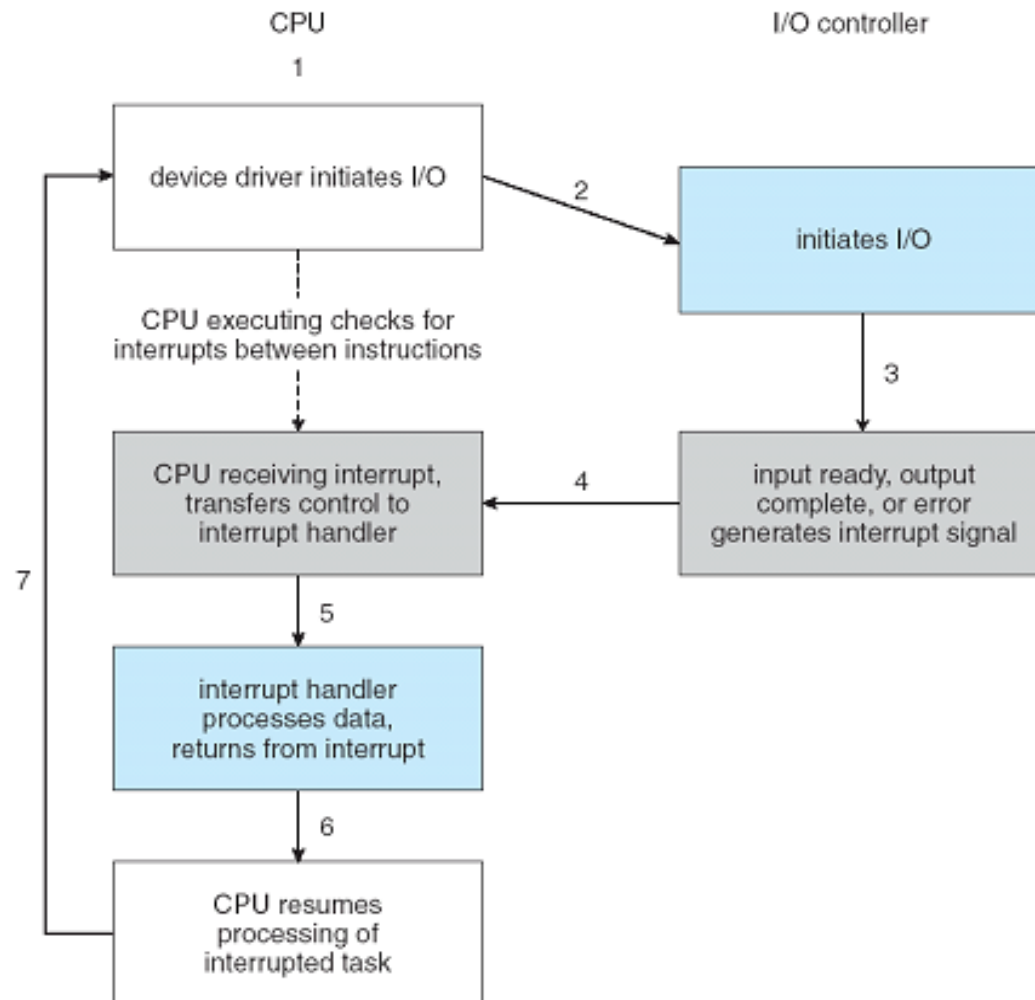 CPU
I/O controller
1
device driver initiates I/O
2
initiates I/O
CPU executing checks for
interrupts between instructions
3
CPU receiving interrupt,
transfers control to
interrupt handler
4
input ready, output
complete, or error
generates interrupt signal
7
5
interrupt handler
processes data,
returns from interrupt
6
CPU resumes
processing of
interrupted task